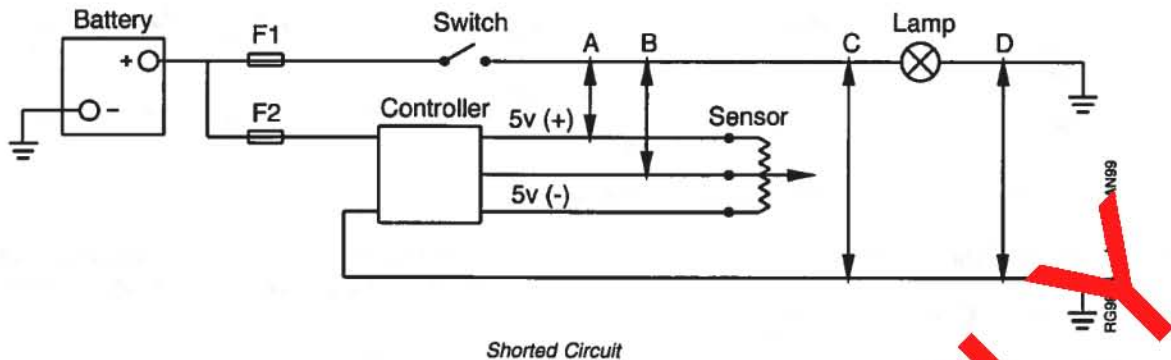 Battery
F1
Switch
A
B
C
Lamp
D
+
-
F2
Controller
5v (+)
Sensor
5v (-)
Shorted Circuit